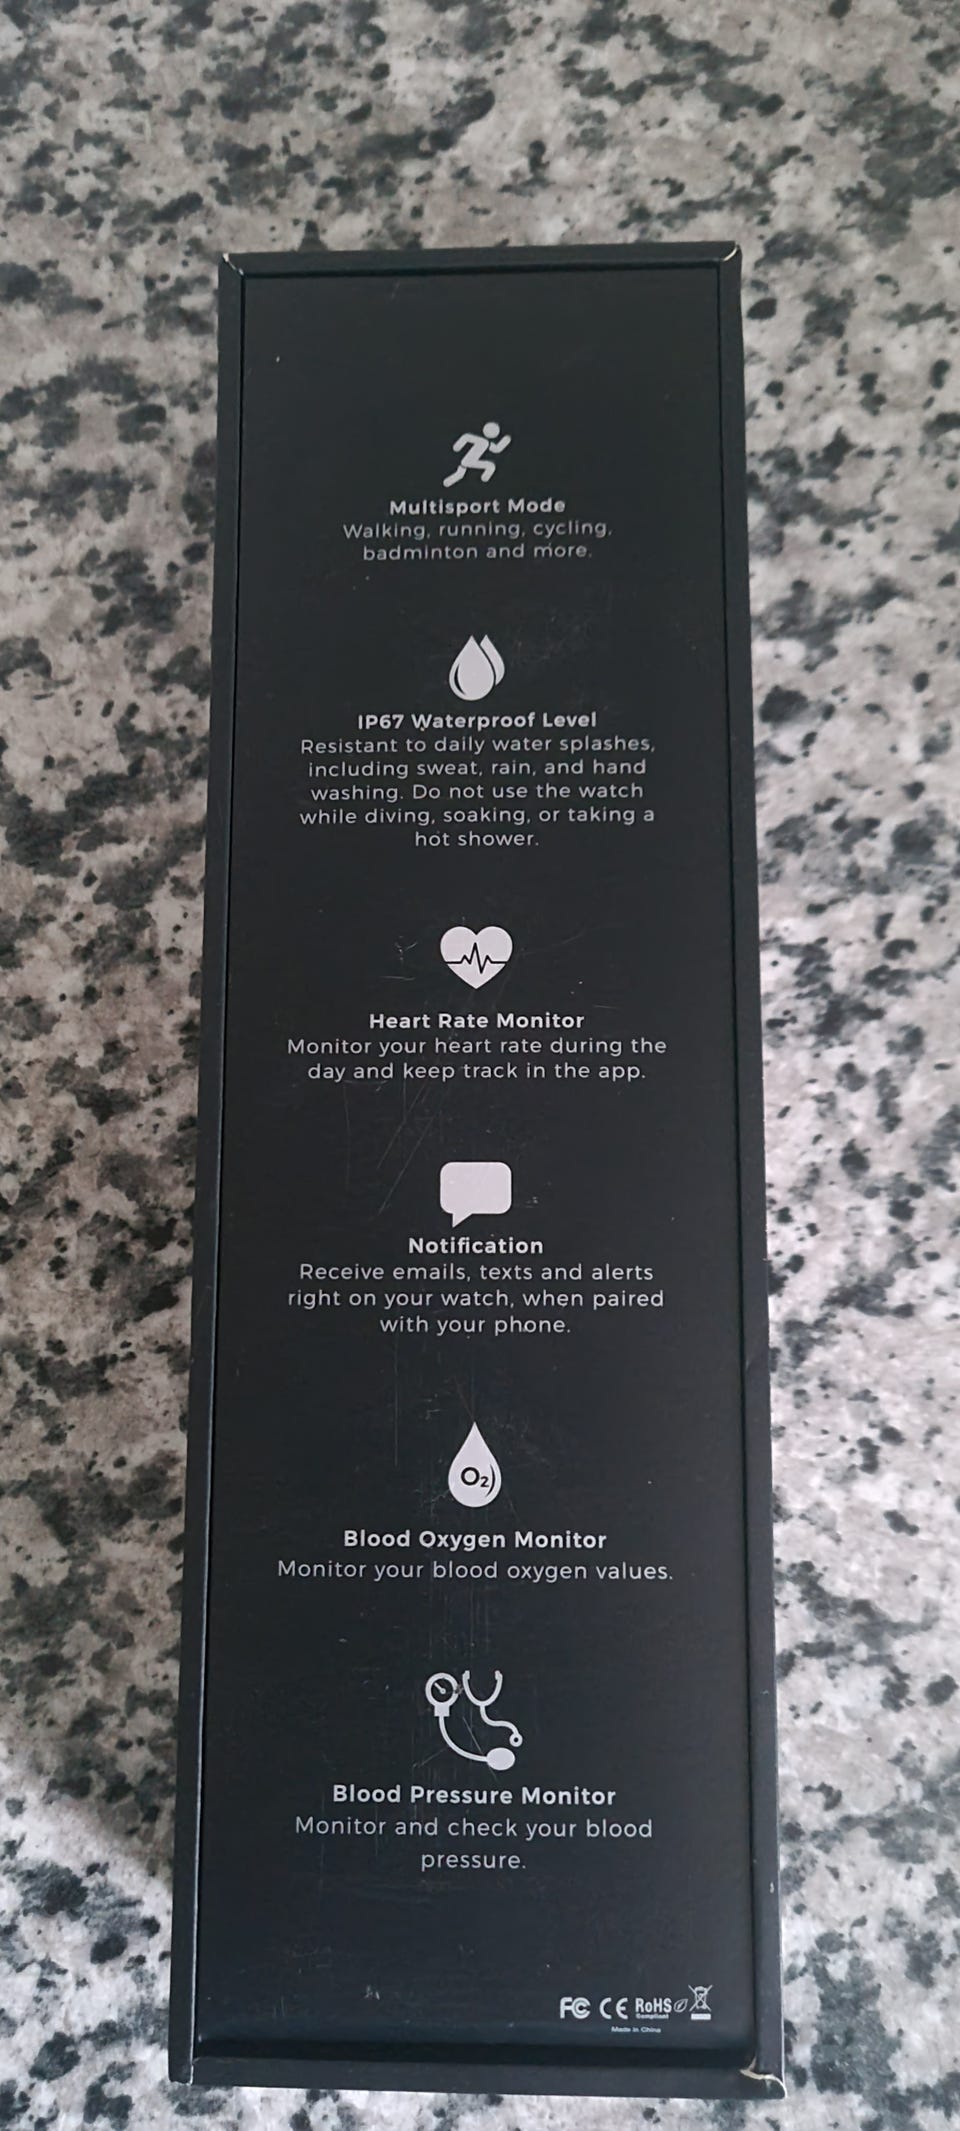 Multisport Mode
Walking, running, cycling,
badminton and more.
IP67 Waterproof Level
Resistant to daily water splashes,
including sweat, rain, and hand
washing. Do not use the watch
while diving, soaking, or taking a
hot shower.
Heart Rate Monitor
Monitor your heart rate during the
day and keep track in the app.
Notification
Receive emails, texts and alerts
right on your watch, when paired
with your phone.
O2
Blood Oxygen Monitor
Monitor your blood oxygen values.
Blood Pressure Monitor
Monitor and check your blood
pressure.
FC CE RoHS
Compliant
Made in China